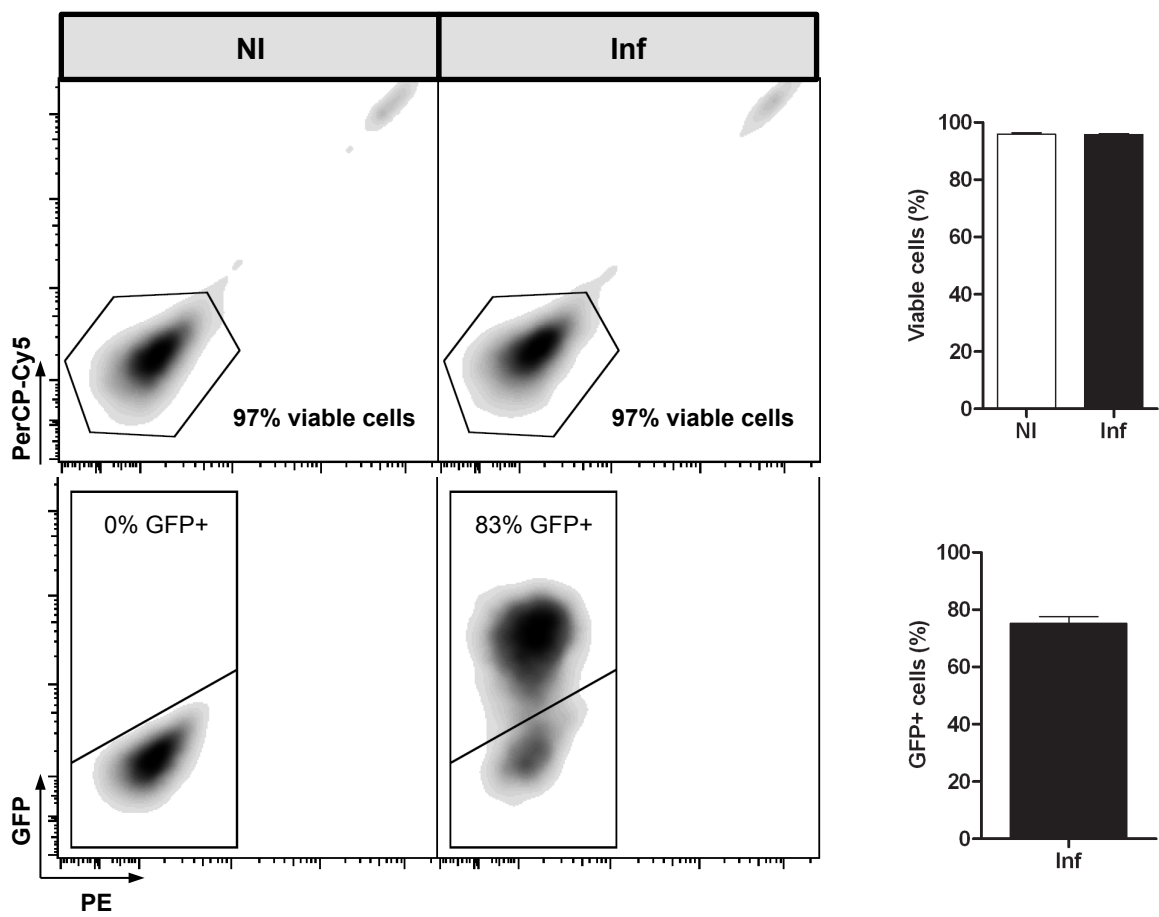 NI
Inf
PerCP-Cy5
97% viable cells
97% viable cells
Viable cells (%)
100
80
60
40
20
0
NI
Inf
0% GFP+
83% GFP+
GFP
PE
GFP+ cells (%)
100
80
60
40
20
0
Inf